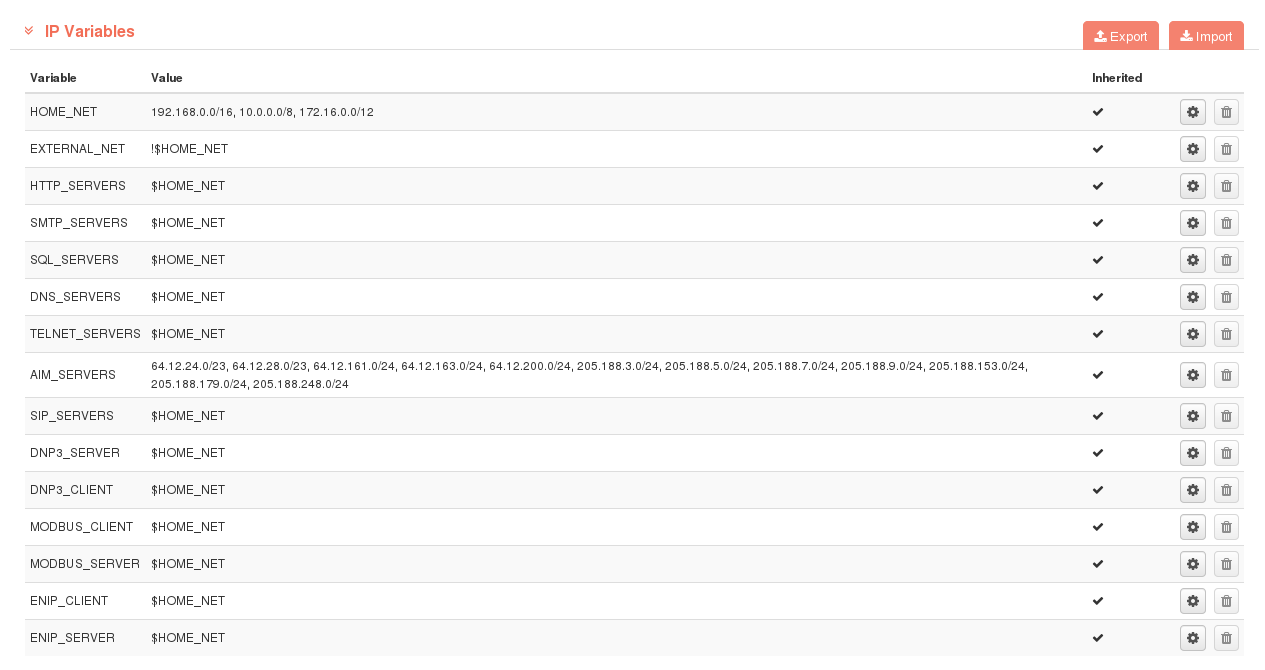 IP Variables
Export Import
Variable Value Inherited
HOME_NET 192.168.0.0/16, 10.0.0.0/8, 172.16.0.0/12
EXTERNAL_NET !$HOME_NET
HTTP_SERVERS $HOME_NET
SMTP_SERVERS $HOME_NET
SQL_SERVERS $HOME_NET
DNS_SERVERS $HOME_NET
TELNET_SERVERS $HOME_NET
AIM_SERVERS 64.12.24.0/23, 64.12.28.0/23, 64.12.161.0/24, 64.12.163.0/24, 64.12.200.0/24, 205.188.3.0/24, 205.188.5.0/24, 205.188.7.0/24, 205.188.9.0/24, 205.188.153.0/24,
205.188.179.0/24, 205.188.248.0/24
SIP_SERVERS $HOME_NET
DNP3_SERVER $HOME_NET
DNP3_CLIENT $HOME_NET
MODBUS_CLIENT $HOME_NET
MODBUS_SERVER $HOME_NET
ENIP_CLIENT $HOME_NET
ENIP_SERVER $HOME_NET